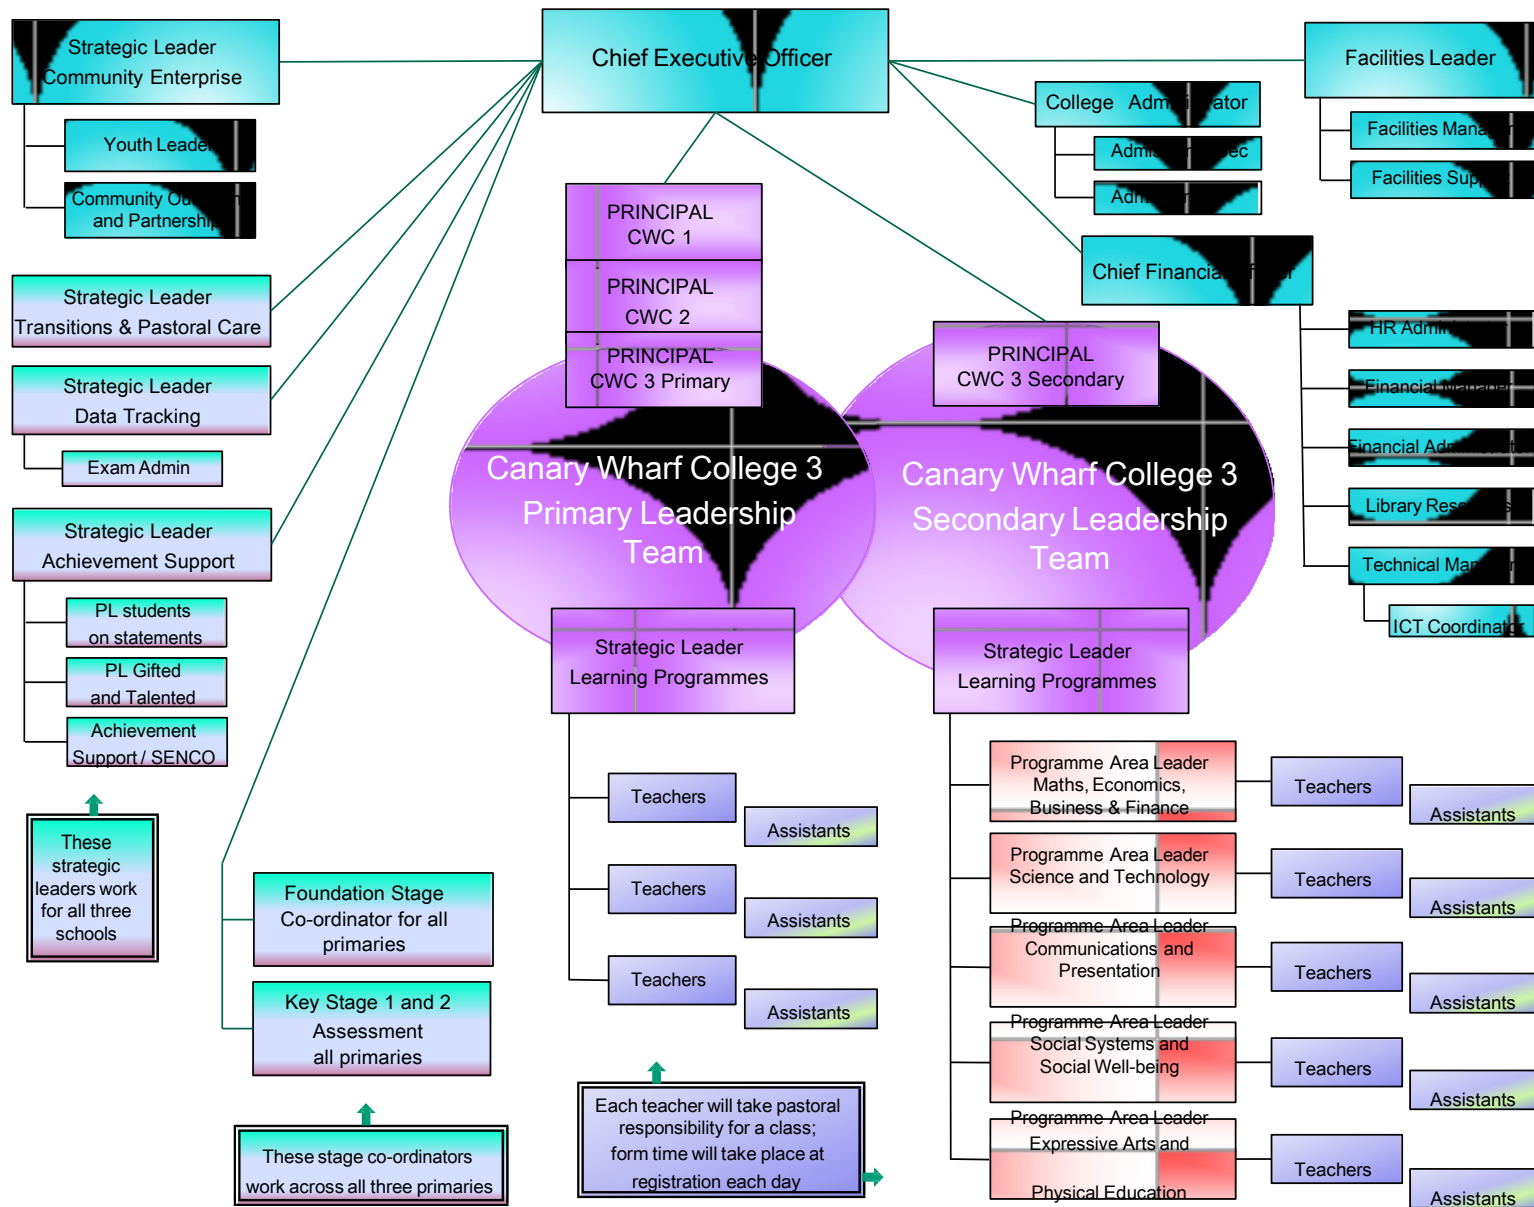 Strategic Leader
Community Enterprise
Youth Leader
Community
and Partnership
Strategic Leader
Transitions & Pastoral Care
Strategic Leader
Data Tracking
Exam Admin
Strategic Leader
Achievement Support
PL students
on statements
PL Gifted
and Talented
Achievement
Support / SENCO
These
strategic
leaders work
for all three
schools
Chief Executive Officer
PRINCIPAL
CWC 1
PRINCIPAL
CWC 2
PRINCIPAL
CWC 3 Primary
PRINCIPAL
CWC 3 Secondary
Canary Wharf College 3
Primary Leadership
Team
Canary Wharf College 3
Secondary Leadership
Team
Strategic Leader
Learning Programmes
Strategic Leader
Learning Programmes
Teachers
Assistants
Teachers
Assistants
Teachers
Assistants
Foundation Stage
Co-ordinator for all
primaries
Key Stage 1 and 2
Assessment
all primaries
These stage co-ordinators
work across all three primaries
Each teacher will take pastoral
responsibility for a class;
form time will take place at
registration each day
Programme Area Leader
Maths, Economics,
Business & Finance
Teachers
Assistants
Programme Area Leader
Science and Technology
Teachers
Assistants
Programme Area Leader
Communications and
Presentation
Teachers
Assistants
Programme Area Leader
Social Systems and
Social Well-being
Teachers
Assistants
Programme Area Leader
Expressive Arts and
Physical Education
Teachers
Assistants
College Administrator
Facilities Leader
Facilities
Facilities
Chief Financial
HR
Financial Manager
Financial
Library
Technical
ICT Coordinator